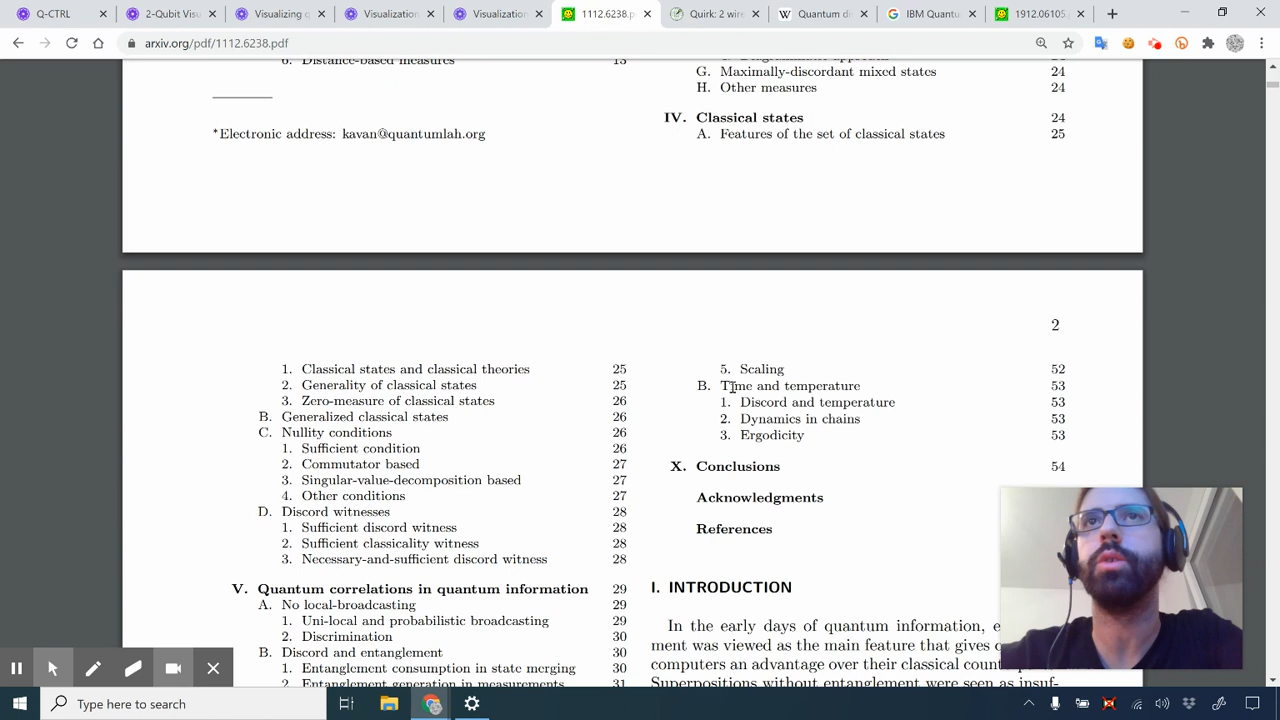 Q-CTRL
2-Qubit Vis
Visualization
Visualization
1112.6238.p
Quirk: 2 wire
Quantum di
IBM Quantu
1912.06105.
arxiv.org/pdf/1112.6238.pdf
6. Distance-based measures 13
*Electronic address: kavan@quantumlah.org
G. Maximally-discordant mixed states 24
H. Other measures 24
IV. Classical states 24
A. Features of the set of classical states 25
2
1. Classical states and classical theories 25
2. Generality of classical states 25
3. Zero-measure of classical states 26
B. Generalized classical states 26
C. Nullity conditions 26
1. Sufficient condition 26
2. Commutator based 27
3. Singular-value-decomposition based 27
4. Other conditions 27
D. Discord witnesses 28
1. Sufficient discord witness 28
2. Sufficient classicality witness 28
3. Necessary-and-sufficient discord witness 28
V. Quantum correlations in quantum information 29
A. No local-broadcasting 29
1. Uni-local and probabilistic broadcasting 29
2. Discrimination 30
B. Discord and entanglement 30
1. Entanglement consumption in state merging 30
2. Entanglement generation in measurements 31
5. Scaling 52
B. Time and temperature 53
1. Discord and temperature 53
2. Dynamics in chains 53
3. Ergodicity 53
X. Conclusions 54
Acknowledgments
References
I. INTRODUCTION
In the early days of quantum information, e
ment was viewed as the main feature that gives
computers an advantage over their classical count
Superpositions without entanglement were seen as insuf-
Type here to search